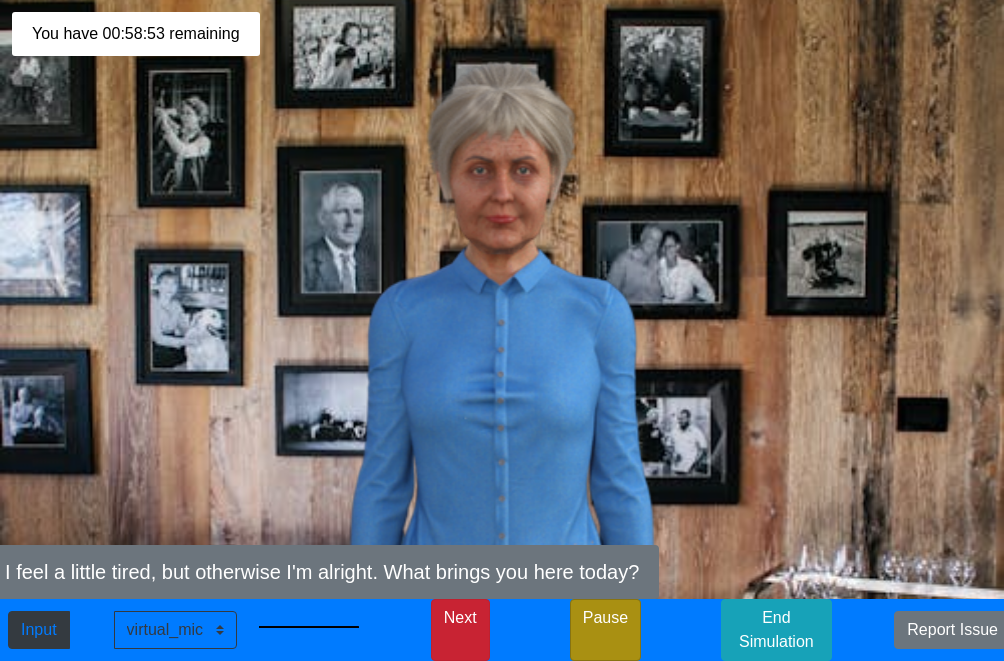 You have 00:58:53 remaining
I feel a little tired, but otherwise I'm alright. What brings you here today?
Input
virtual_mic
Next
Pause
End
Simulation
Report Issue